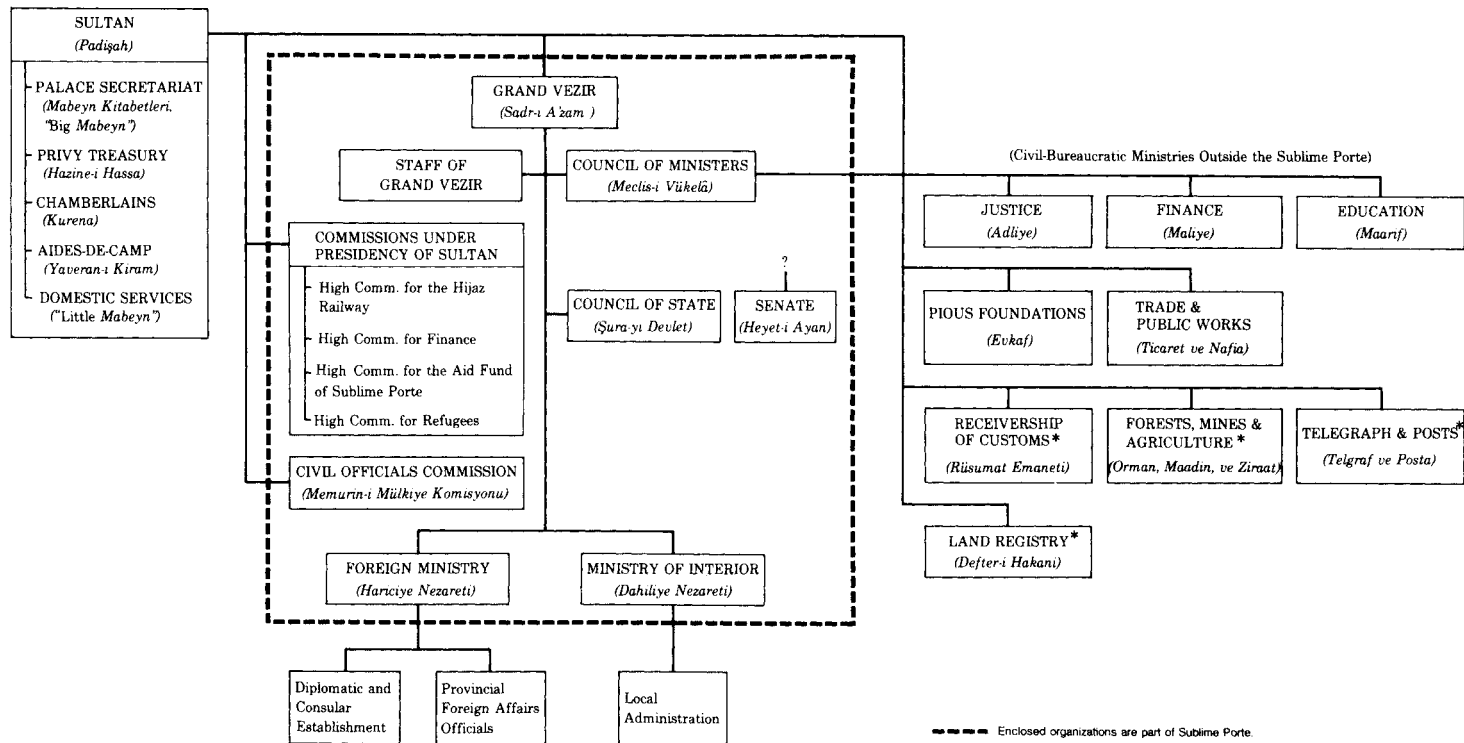 SULTAN
(Padişah)
PALACE SECRETARIAT
(Mabeyn Kitabetleri,
"Big Mabeyn")
PRIVY TREASURY
(Hazine-i Hassa)
CHAMBERLAINS
(Kurena)
AIDES-DE-CAMP
(Yaveran-ı Kiram)
DOMESTIC SERVICES
("Little Mabeyn")
GRAND VEZIR
(Sadr-ı A'zam )
STAFF OF
GRAND VEZIR
COUNCIL OF MINISTERS
(Meclis-i Vükelâ)
COMMISSIONS UNDER
PRESIDENCY OF SULTAN
High Comm. for the Hijaz
Railway
High Comm. for Finance
High Comm. for the Aid Fund
of Sublime Porte
High Comm. for Refugees
CIVIL OFFICIALS COMMISSION
(Memurin-i Mülkiye Komisyonu)
COUNCIL OF STATE
(Şura-yı Devlet)
?
SENATE
(Heyet-i Ayan)
FOREIGN MINISTRY
(Hariciye Nezareti)
MINISTRY OF INTERIOR
(Dahiliye Nezareti)
Diplomatic and
Consular
Establishment
Provincial
Foreign Affairs
Officials
Local
Administration
(Civil-Bureaucratic Ministries Outside the Sublime Porte)
JUSTICE
(Adliye)
FINANCE
(Maliye)
EDUCATION
(Maarif)
PIOUS FOUNDATIONS
(Evkaf)
TRADE &
PUBLIC WORKS
(Ticaret ve Nafia)
RECEIVERSHIP
OF CUSTOMS *
(Rüsumat Emaneti)
FORESTS, MINES &
AGRICULTURE *
(Orman, Maadin, ve Ziraat)
TELEGRAPH & POSTS *
(Telgraf ve Posta)
LAND REGISTRY *
(Defter-i Hakani)
Enclosed organizations are part of Sublime Porte.